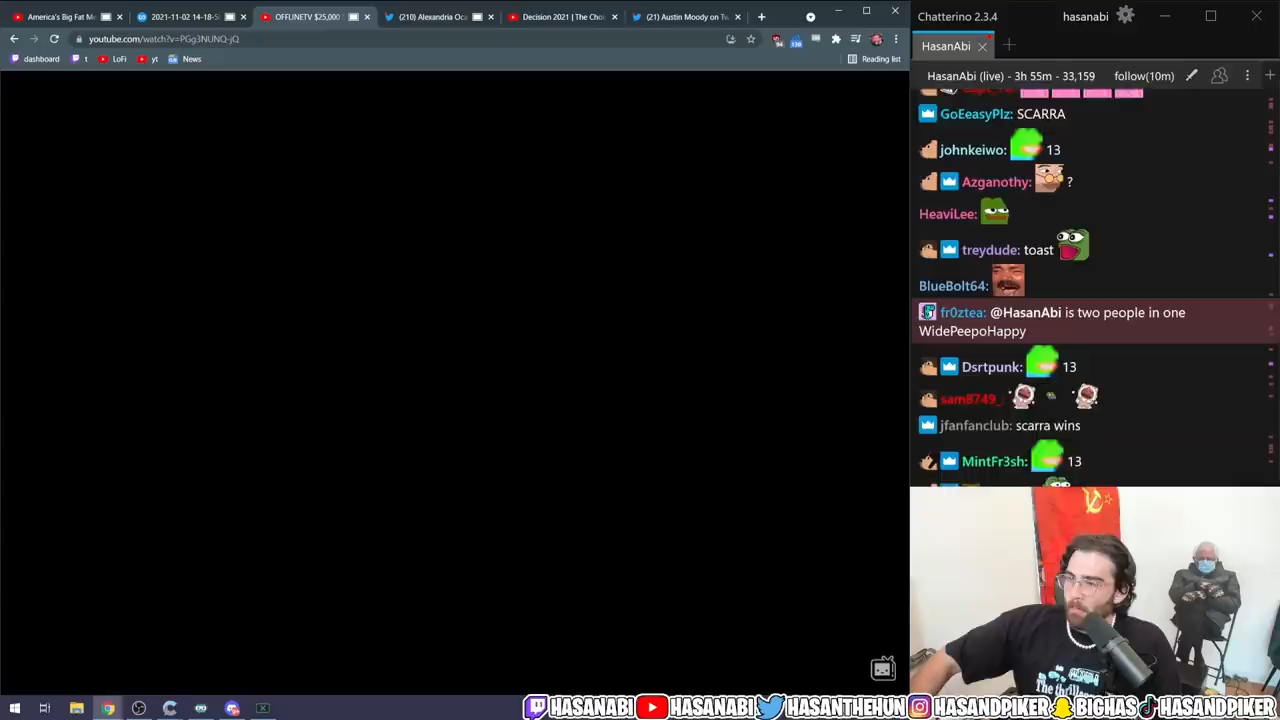 America's Big Fat M
2021-11-02 14-18-5
OFFLINETV $25,000
(210) Alexandria Oca
Decision 2021 | The Cho
(21) Austin Moody on Tw
youtube.com/watch?v=PGg3NUNQ-jQ
dashboard
t
LoFi
yt
News
Reading list
Chatterino 2.3.4
hasanabi
HasanAbi
HasanAbi (live) - 3h 55m - 33,159
follow(10m)
GoEeasyPlz: SCARRA
johnkeiwo: 13
Azganothy: ?
HeaviLee:
treydude: toast
BlueBolt64:
fr0ztea: @HasanAbi is two people in one
WidePeepoHappy
Dsrtpunk: 13
sam8749_:
jfanfanclub: scarra wins
MintFr3sh: 13
The thrill
HASANABI HASANABI HASANTHEHUN HASANDPIKER BIGHAS HASANDPIKER